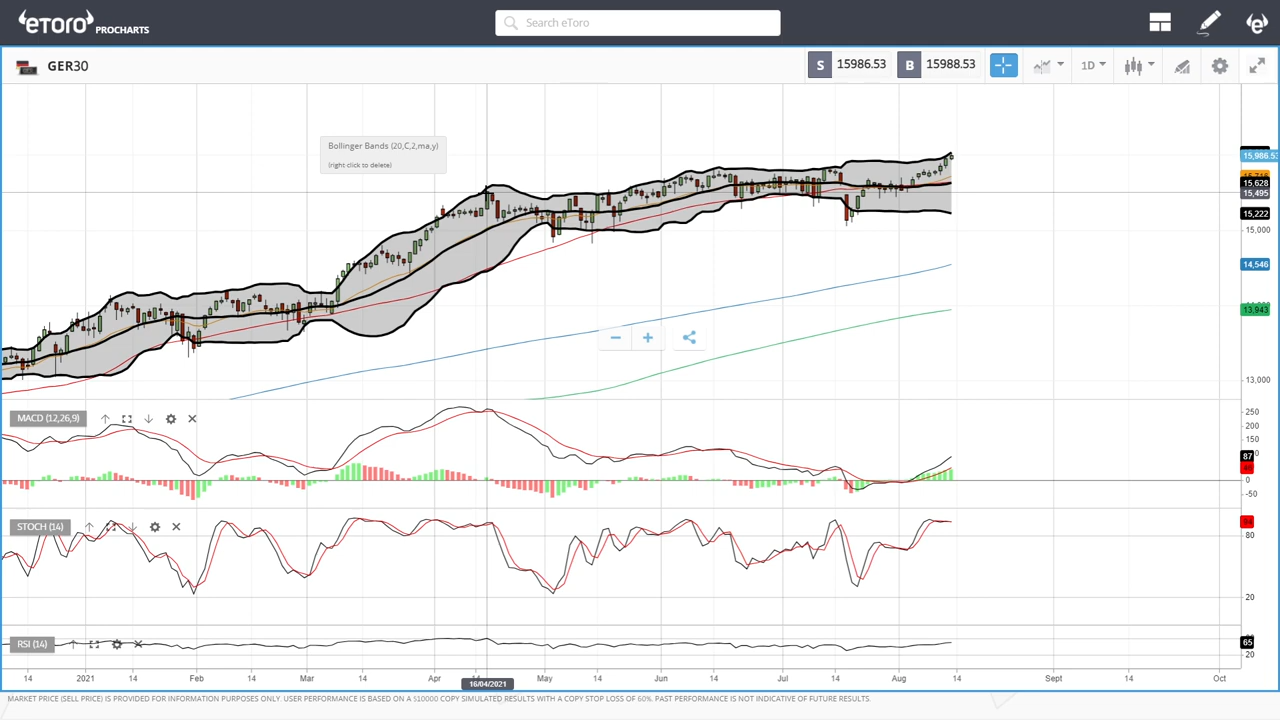 eToro PROCHARTS
Search eToro
GER30
S 15986.53 B 15988.53
1D
Bollinger Bands (20,C,2,ma,y)
(right click to delete)
15,986.5
15,628
15,495
15,222
15,000
14,546
13,943
13,000
MACD (12,26,9)
250
200
150
87
0
-50
STOCH (14)
80
20
RSI (14)
65
20
14 2021 Feb 14 Mar 14 Apr 14 May 14 Jun 14 Jul 14 Aug 14 Sept 14 Oct
16/04/2021
MARKET PRICE (SELL PRICE) IS PROVIDED FOR INFORMATION PURPOSES ONLY. USER PERFORMANCE IS BASED ON A $10000 COPY SIMULATED RESULTS WITH A COPY STOP LOSS OF 60%. PAST PERFORMANCE IS NOT INDICATIVE OF FUTURE RESULTS.